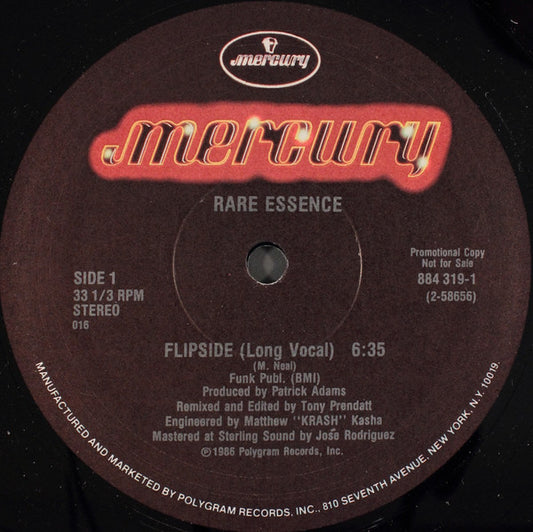 mercury
mercury
RARE ESSENCE
Promotional Copy
Not for Sale
884 319-1
(2-58656)
SIDE 1
33 1/3 RPM
STEREO
016
FLIPSIDE (Long Vocal) 6:35
(M. Neal)
Funk Publ. (BMI)
Produced by Patrick Adams
Remixed and Edited by Tony Prendatt
Engineered by Matthew "KRASH" Kasha
Mastered at Sterling Sound by José Rodriguez
Ⓟ1986 Polygram Records, Inc.
MANUFACTURED AND MARKETED BY POLYGRAM RECORDS, INC., 810 SEVENTH AVENUE, NEW YORK, N.Y. 10019.